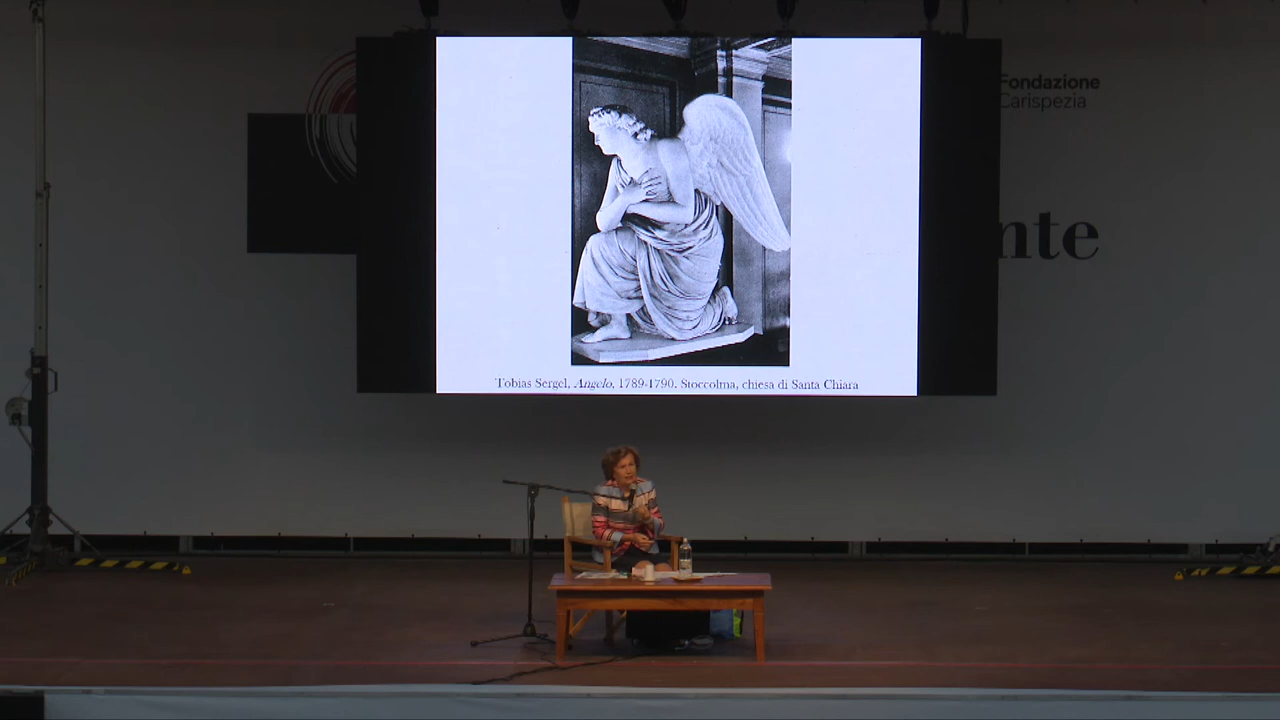 Fondazione
Carispezia
nte
Tobias Sergel, Angelo, 1789-1790. Stoccolma, chiesa di Santa Chiara